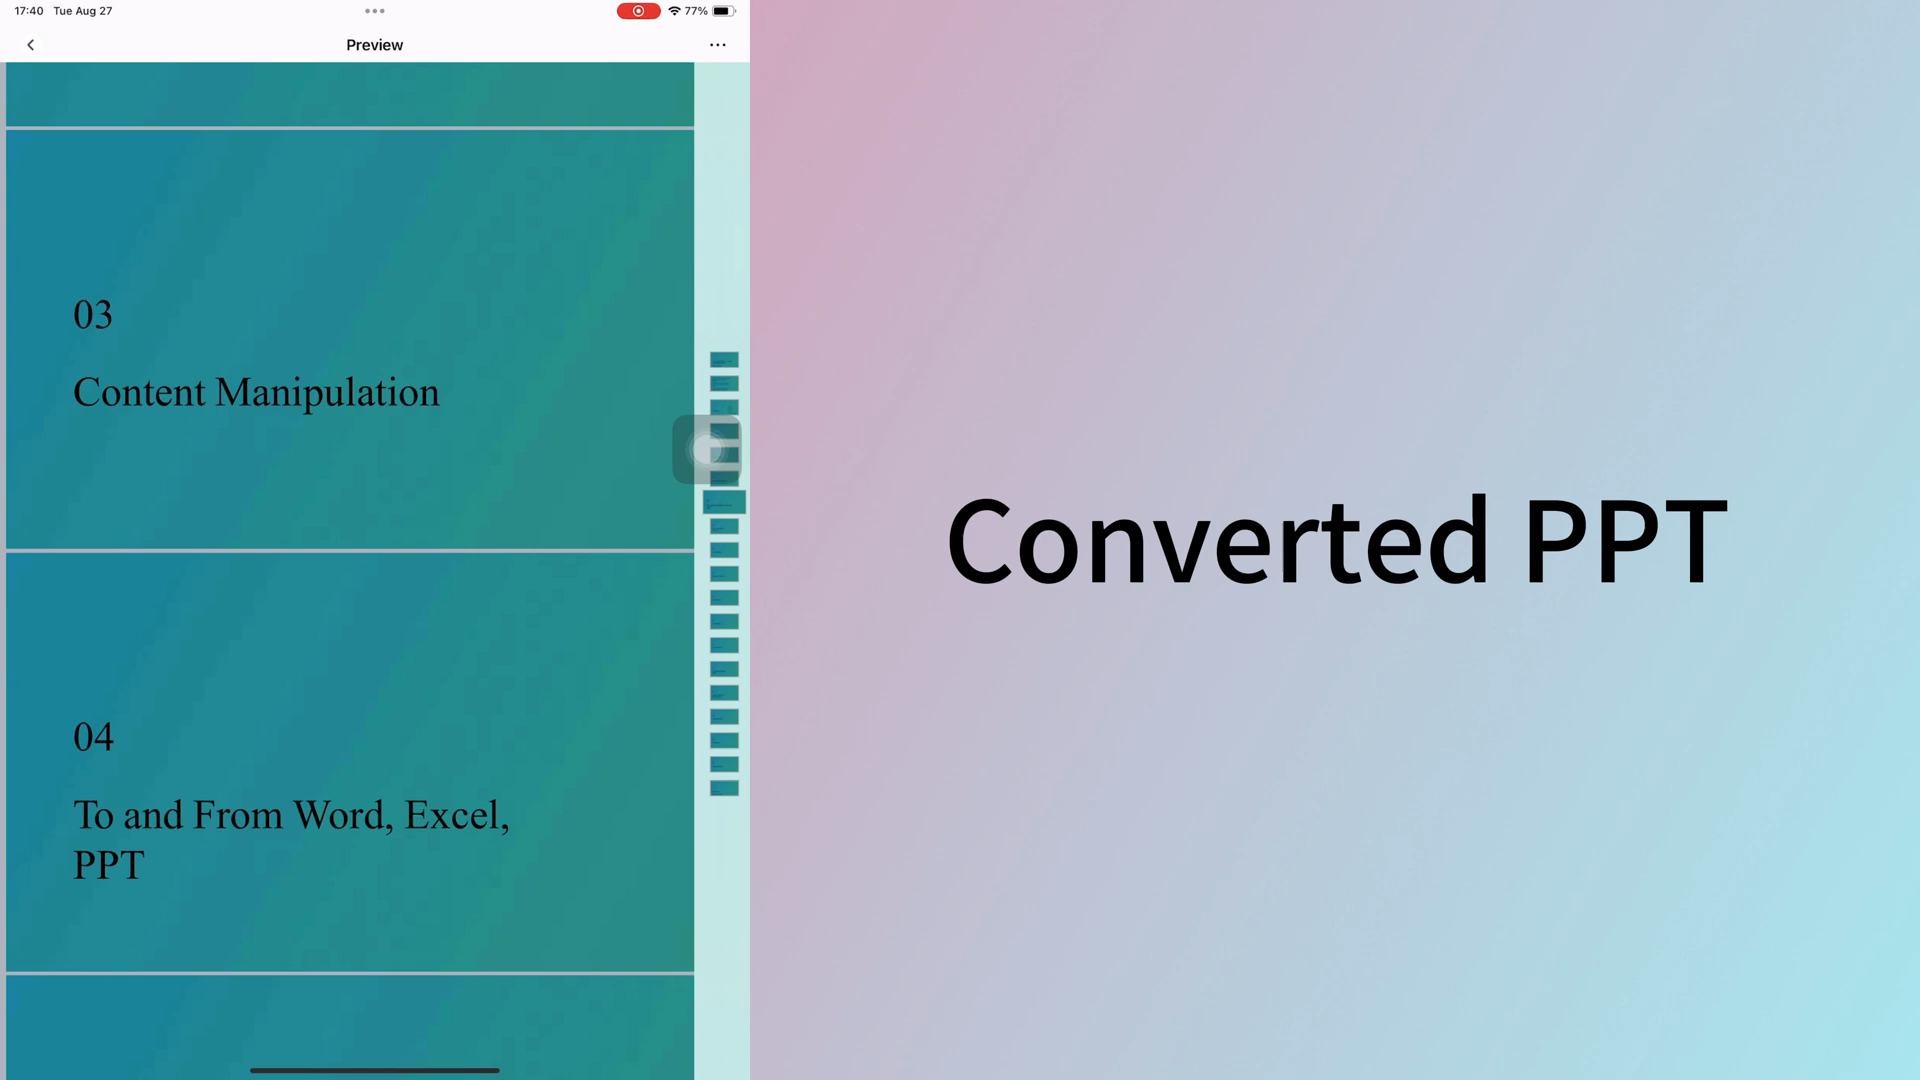 17:40 Tue Aug 27
77%
Preview
03
Content Manipulation
04
To and From Word, Excel,
PPT
Converted PPT